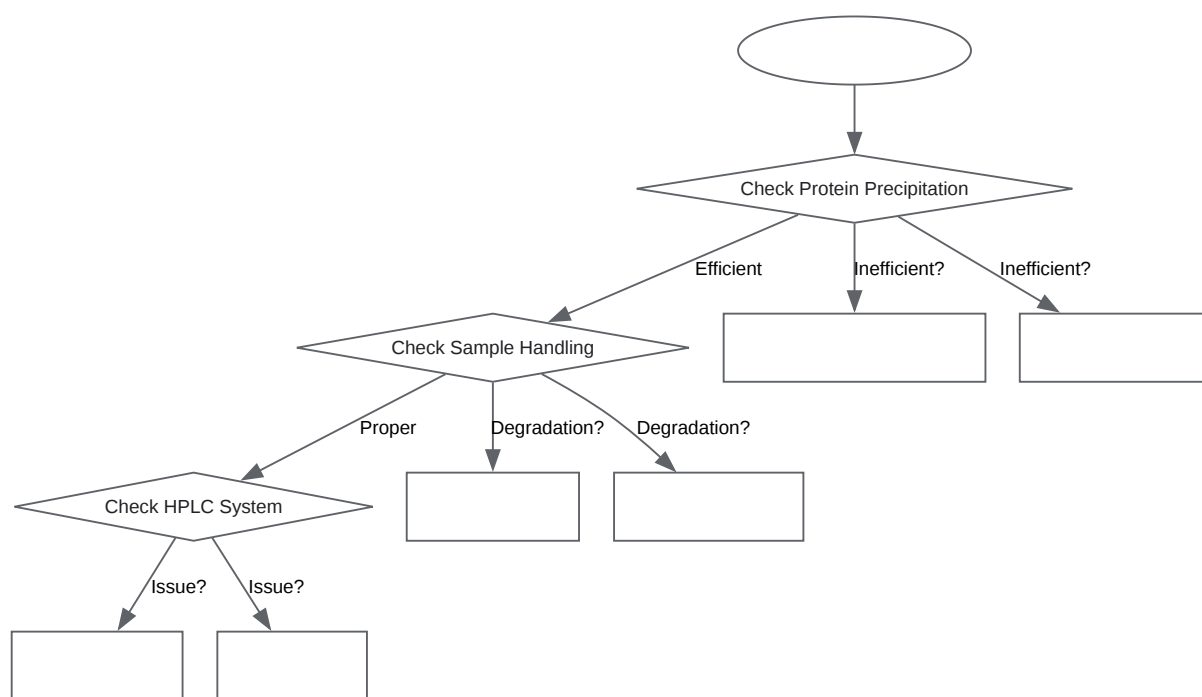 Check Protein Precipitation
Efficient
Inefficient?
Inefficient?
Check Sample Handling
Proper
Degradation?
Degradation?
Check HPLC System
Issue?
Issue?